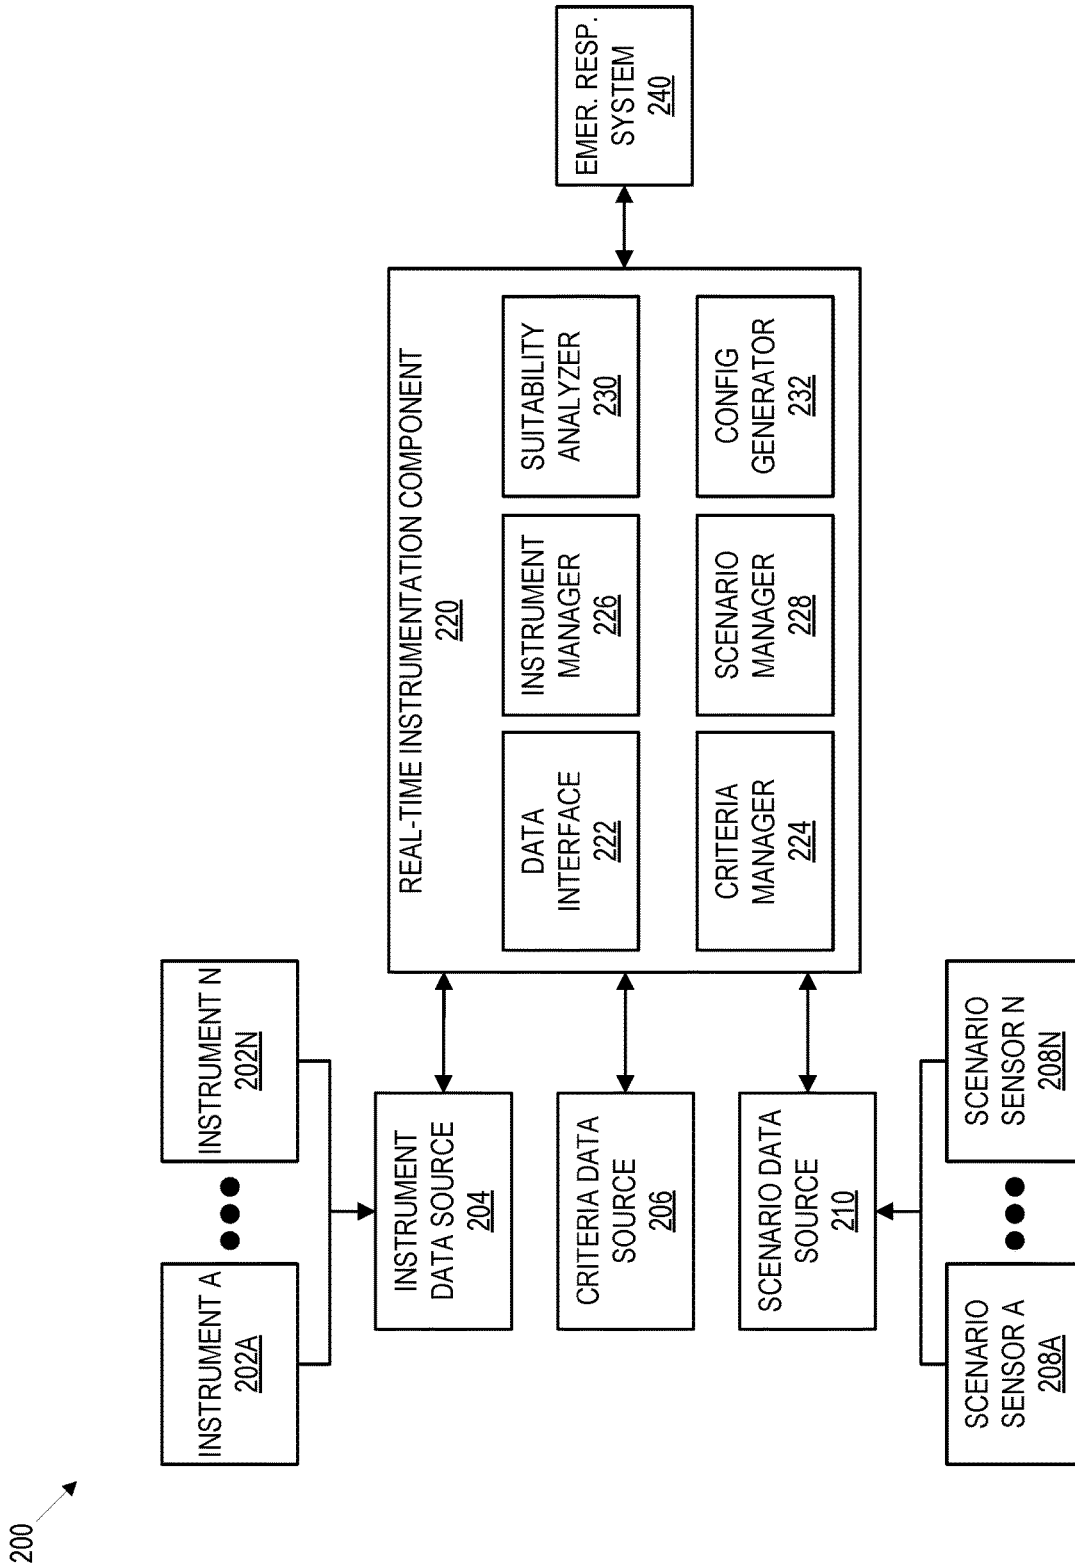 200
INSTRUMENT A
202A
INSTRUMENT N
202N
INSTRUMENT
DATA SOURCE
204
CRITERIA DATA
SOURCE
206
SCENARIO DATA
SOURCE
210
SCENARIO
SENSOR A
208A
SCENARIO
SENSOR N
208N
REAL-TIME INSTRUMENTATION COMPONENT
220
DATA
INTERFACE
222
INSTRUMENT
MANAGER
226
SUITABILITY
ANALYZER
230
CRITERIA
MANAGER
224
SCENARIO
MANAGER
228
CONFIG
GENERATOR
232
EMER. RESP.
SYSTEM
240